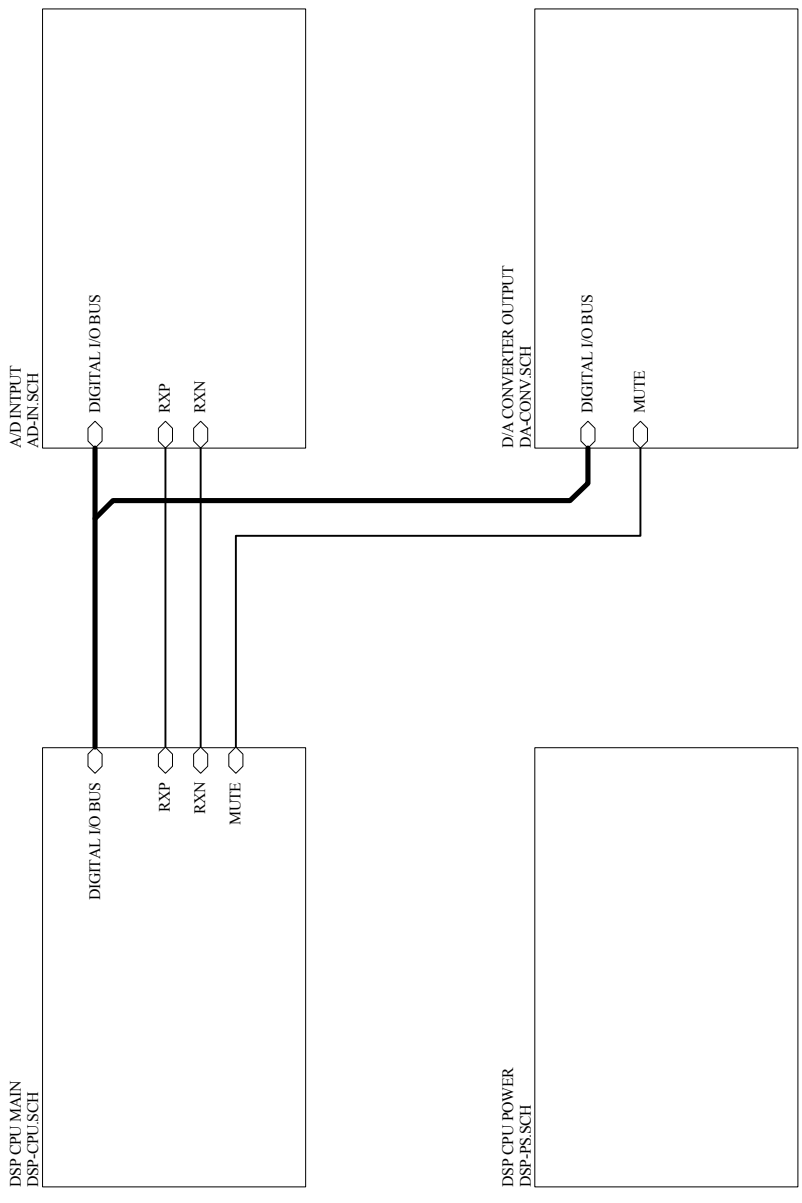 DSP CPU MAIN
DSP-CPU.SCH
DIGITAL I/O BUS
RXP
RXN
MUTE
A/D INTPUT
AD-IN.SCH
DIGITAL I/O BUS
RXP
RXN
DSP CPU POWER
DSP-PS.SCH
D/A CONVERTER OUTPUT
DA-CONV.SCH
DIGITAL I/O BUS
MUTE